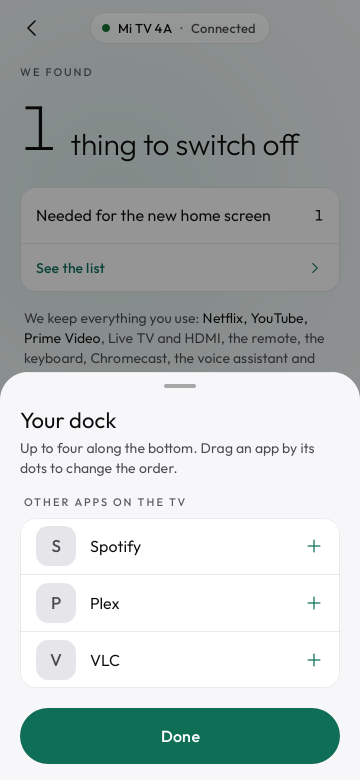 Mi TV 4A · Connected
WE FOUND
1 thing to switch off
Needed for the new home screen 1
See the list
We keep everything you use: Netflix, YouTube,
Prime Video, Live TV and HDMI, the remote, the
keyboard, Chromecast, the voice assistant and
Your dock
Up to four along the bottom. Drag an app by its
dots to change the order.
OTHER APPS ON THE TV
S Spotify
P Plex
V VLC
Done